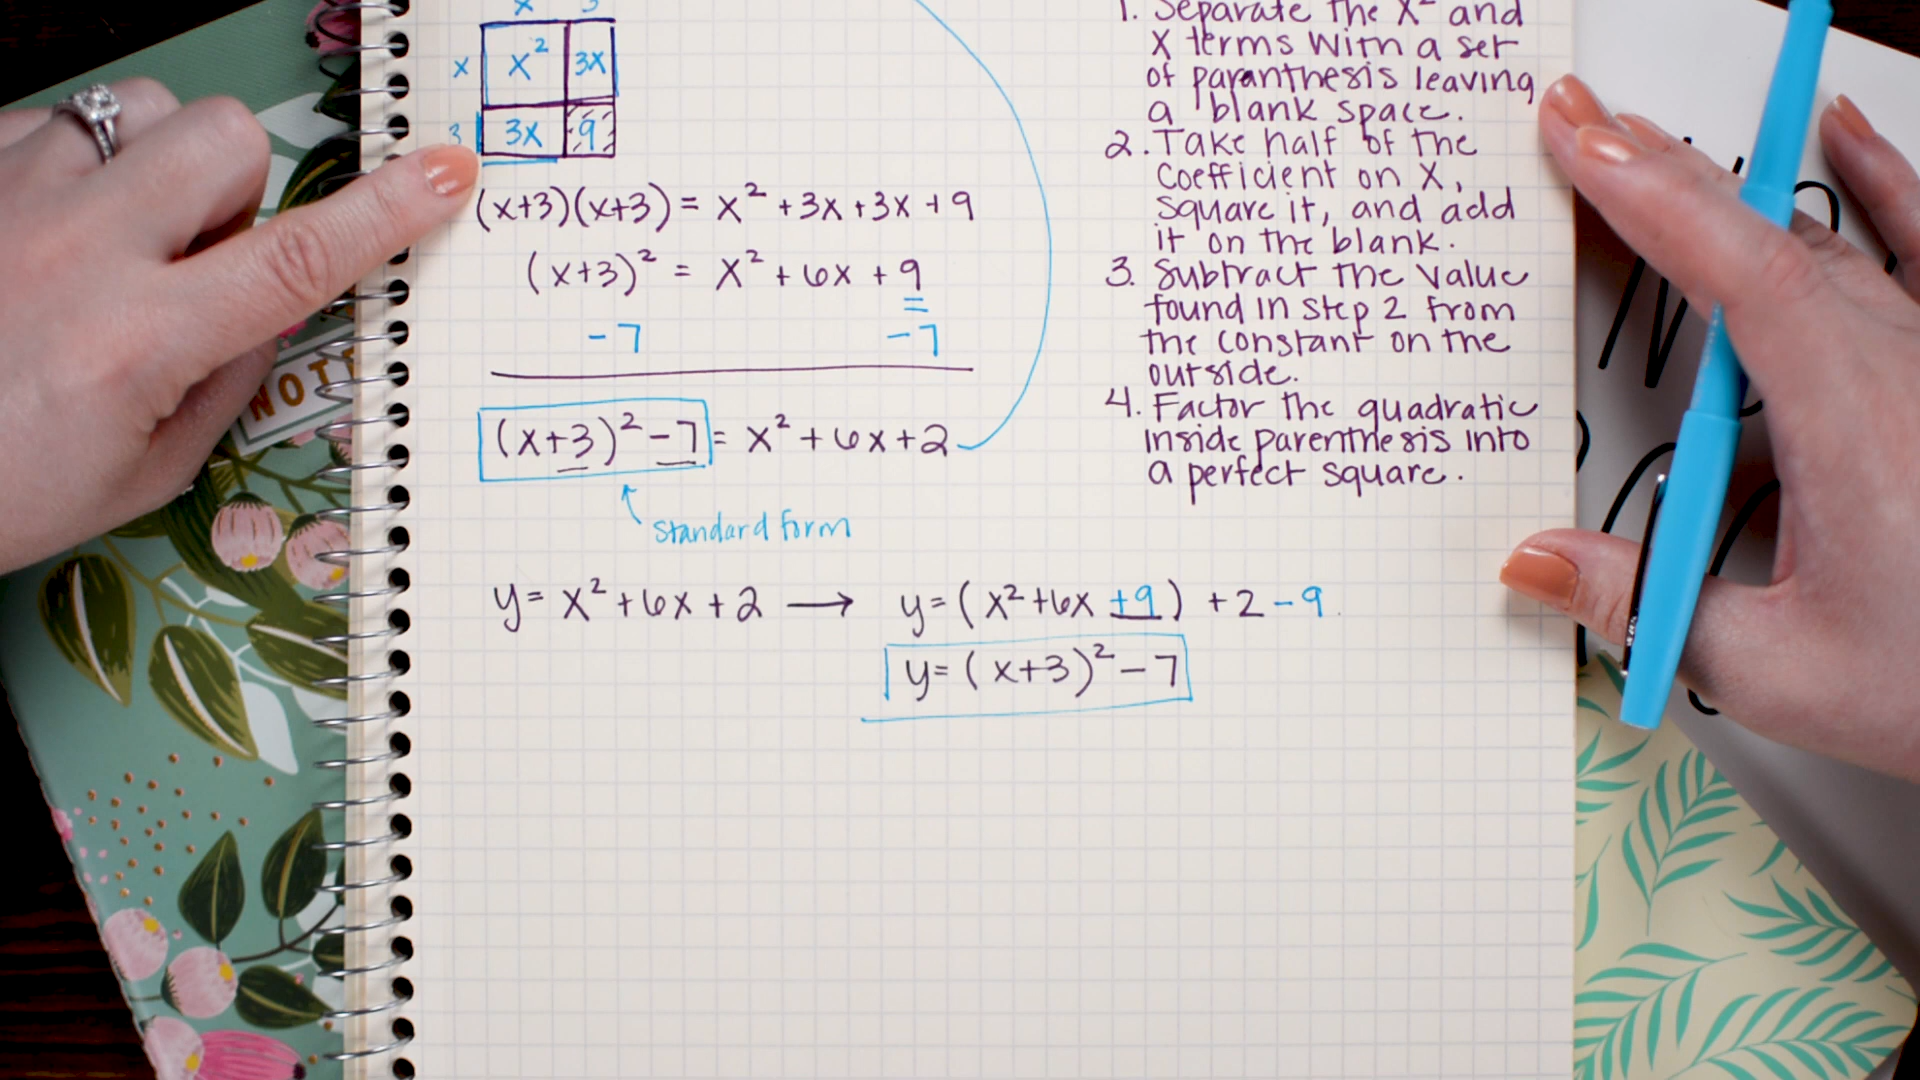 x 3
x x² 3x
3 3x 9
(x+3)(x+3) = x² +3x+3x +9
(x+3)² = x² + 6x + 9
-7 -7
(x+3)² -7 = x² + 6x + 2
standard form
y = x² + 6x + 2 → y = (x² +6x +9) +2 -9
y = (x+3)² - 7
1. Separate the x² and
x terms with a set
of paranthesis leaving
a blank space.
2. Take half of the
coefficient on x,
square it, and add
it on the blank.
3. Subtract the value
found in step 2 from
the constant on the
outside.
4. Factor the quadratic
inside parenthesis into
a perfect square.